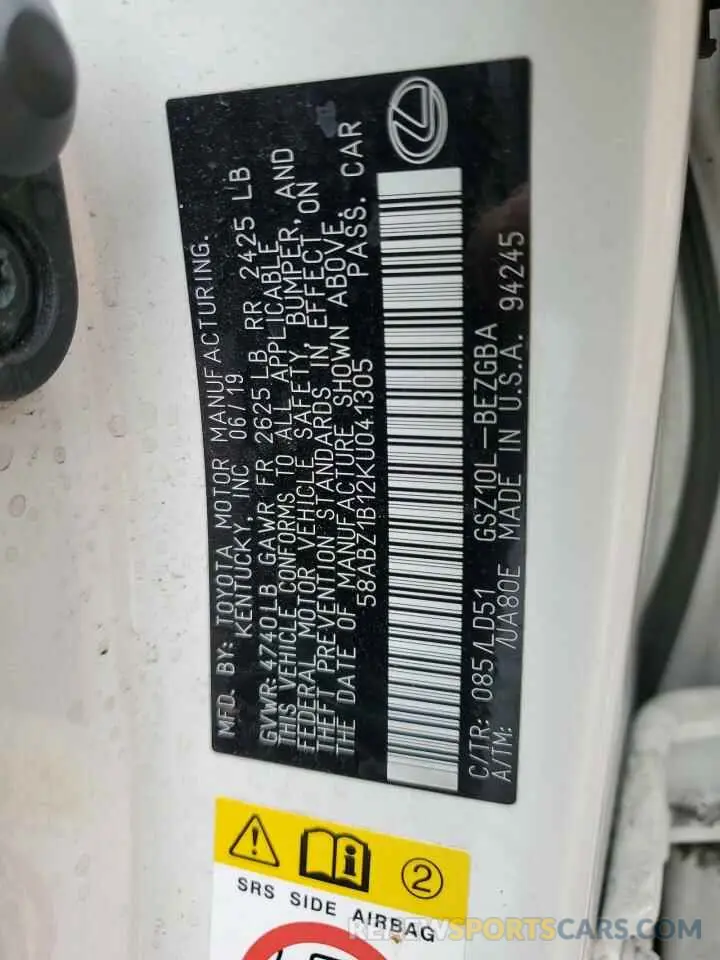 MFD. BY: TOYOTA MOTOR MANUFACTURING.
KENTUCKY, INC 06/19
GVWR: 4740LB GAWR FR 2625LB RR 2425 LB
THIS VEHICLE CONFORMS TO ALL APPLICABLE
FEDERAL MOTOR VEHICLE SAFETY, BUMPER, AND
THEFT PREVENTION STANDARDS IN EFFECT ON
THE DATE OF MANUFACTURE SHOWN ABOVE.
58ABZ1B12KU041305 PASS. CAR
C/TR: 085/LD51 GSZ10L-BEZGBA
A/TM: /UA80E MADE IN U.S.A. 94245
2
SRS SIDE AIRBAG
RENEWSPORTSCARS.COM